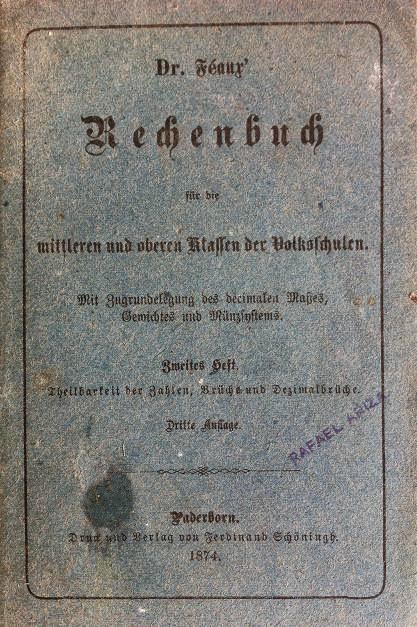 Dr. Féaux'
Rechenbuch
für die
mittleren und oberen Klassen der Volksschulen.
Mit Zugrundelegung des decimalen Maßes,
Gewichtes und Münzsystems.
Zweites Heft.
Theilbarkeit der Zahlen, Brüche und Dezimalbrüche.
Dritte Auflage.
RAFAEL ARIZA
Paderborn.
Druck und Verlag von Ferdinand Schöningh.
1874.